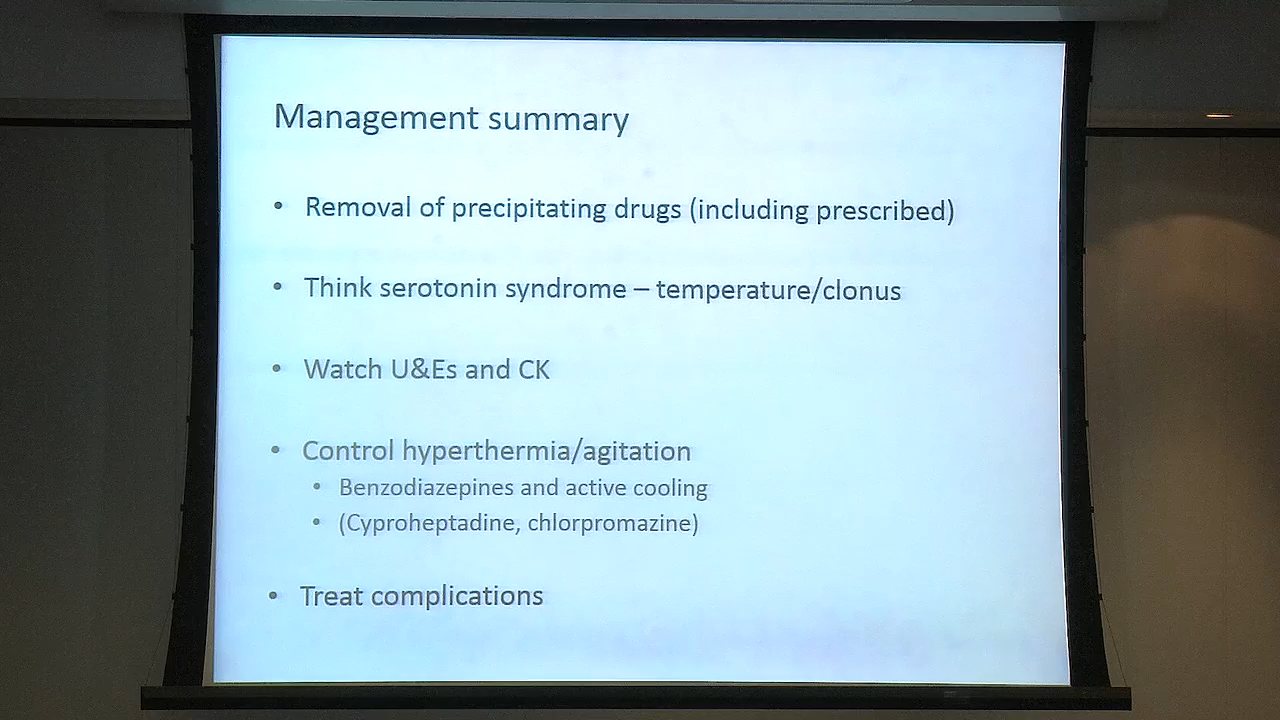 Management summary
• Removal of precipitating drugs (including prescribed)
• Think serotonin syndrome – temperature/clonus
• Watch U&Es and CK
• Control hyperthermia/agitation
• Benzodiazepines and active cooling
• (Cyproheptadine, chlorpromazine)
• Treat complications